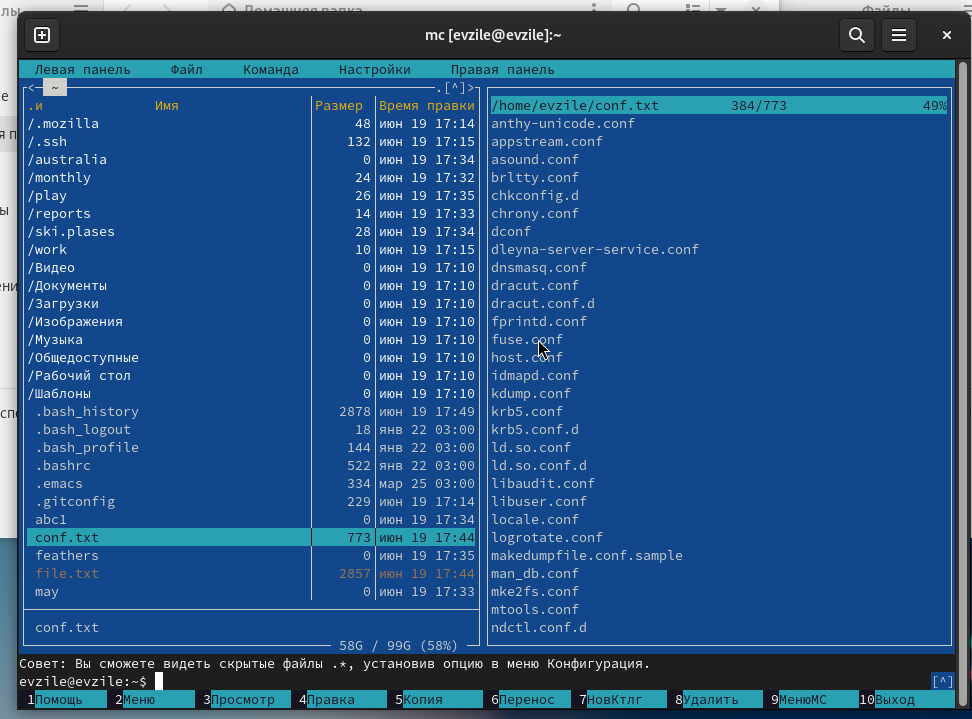 Домашняя папка
Файлы
mc [evzile@evzile]:~
Левая панель Файл Команда Настройки Правая панель
<─ ~ .[^]>
.и Имя Размер Время правки
/.mozilla 48 июн 19 17:14
/.ssh 132 июн 19 17:15
/australia 0 июн 19 17:34
/monthly 24 июн 19 17:32
/play 26 июн 19 17:35
/reports 14 июн 19 17:33
/ski.plases 28 июн 19 17:34
/work 10 июн 19 17:15
/Видео 0 июн 19 17:10
/Документы 0 июн 19 17:10
/Загрузки 0 июн 19 17:10
/Изображения 0 июн 19 17:10
/Музыка 0 июн 19 17:10
/Общедоступные 0 июн 19 17:10
/Рабочий стол 0 июн 19 17:10
/Шаблоны 0 июн 19 17:10
.bash_history 2878 июн 19 17:49
.bash_logout 18 янв 22 03:00
.bash_profile 144 янв 22 03:00
.bashrc 522 янв 22 03:00
.emacs 334 мар 25 03:00
.gitconfig 229 июн 19 17:14
abc1 0 июн 19 17:34
conf.txt 773 июн 19 17:44
feathers 0 июн 19 17:35
file.txt 2857 июн 19 17:44
may 0 июн 19 17:33
conf.txt
58G / 99G (58%)
/home/evzile/conf.txt 384/773 49%
anthy-unicode.conf
appstream.conf
asound.conf
brltty.conf
chkconfig.d
chrony.conf
dconf
dleyna-server-service.conf
dnsmasq.conf
dracut.conf
dracut.conf.d
fprintd.conf
fuse.conf
host.conf
idmapd.conf
kdump.conf
krb5.conf
krb5.conf.d
ld.so.conf
ld.so.conf.d
libaudit.conf
libuser.conf
locale.conf
logrotate.conf
makedumpfile.conf.sample
man_db.conf
mke2fs.conf
mtools.conf
ndctl.conf.d
Совет: Вы сможете видеть скрытые файлы .*, установив опцию в меню Конфигурация.
evzile@evzile:~$ [^]
1Помощь 2Меню 3Просмотр 4Правка 5Копия 6Перенос 7НовКтлг 8Удалить 9МенюМС 10Выход